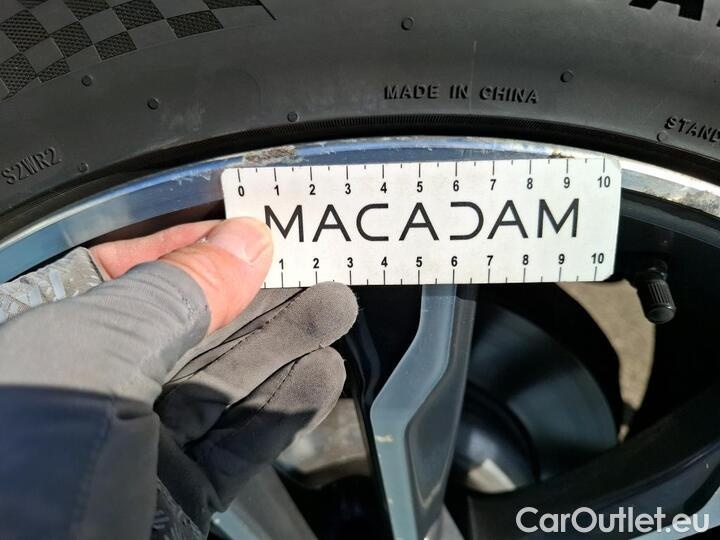 MADE IN CHINA
STAND
S2WR2
0 1 2 3 4 5 6 7 8 9 10
MACADAM
1 2 3 4 5 6 7 8 9 10
CarOutlet.eu